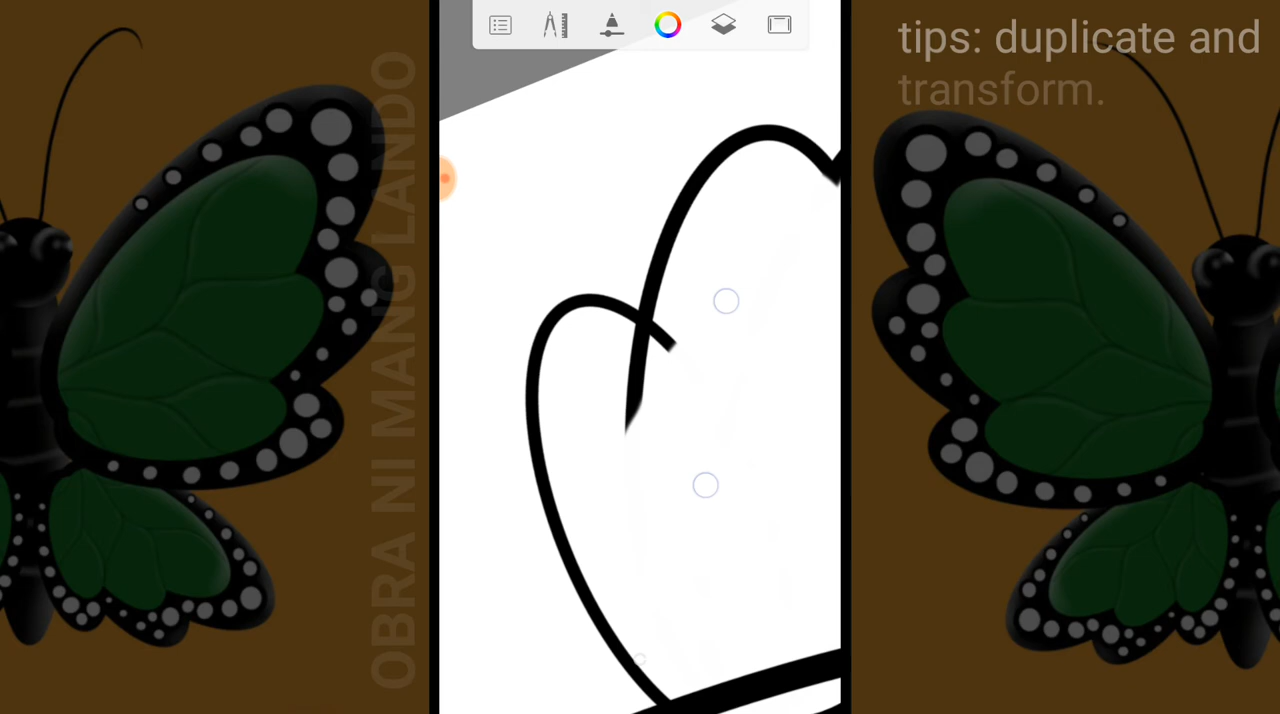 tips: duplicate and
transform.
OBRA NI MANG LANDO